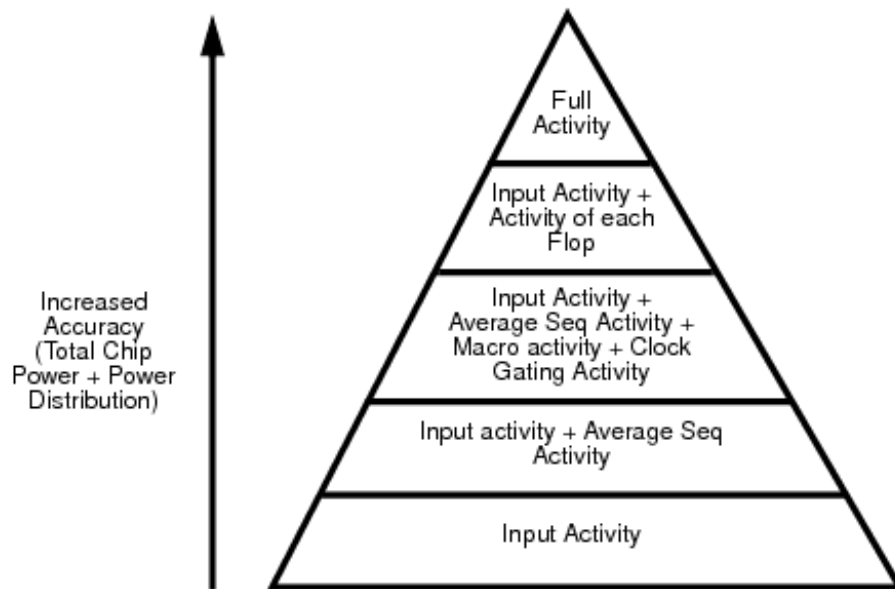 Full
Activity
Input Activity +
Activity of each
Flop
Increased
Accuracy
(Total Chip
Power + Power
Distribution)
Input Activity +
Average Seq Activity +
Macro activity + Clock
Gating Activity
Input activity + Average Seq
Activity
Input Activity